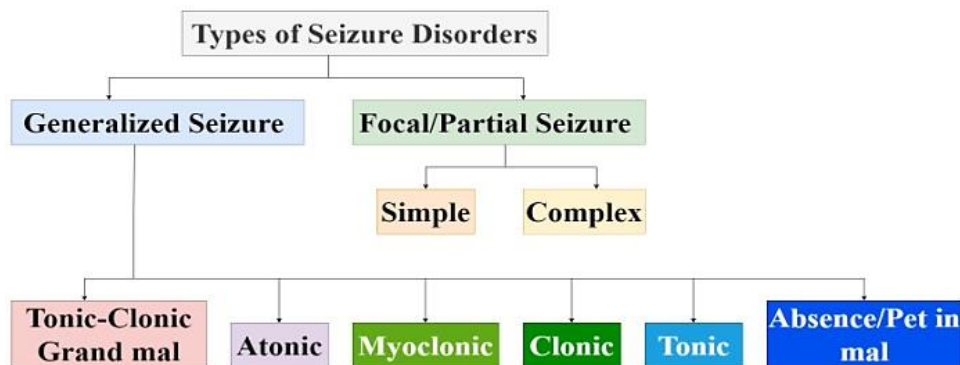 Types of Seizure Disorders
Generalized Seizure
Focal/Partial Seizure
Simple
Complex
Tonic-Clonic
Grand mal
Atonic
Myoclonic
Clonic
Tonic
Absence/Pet in
mal